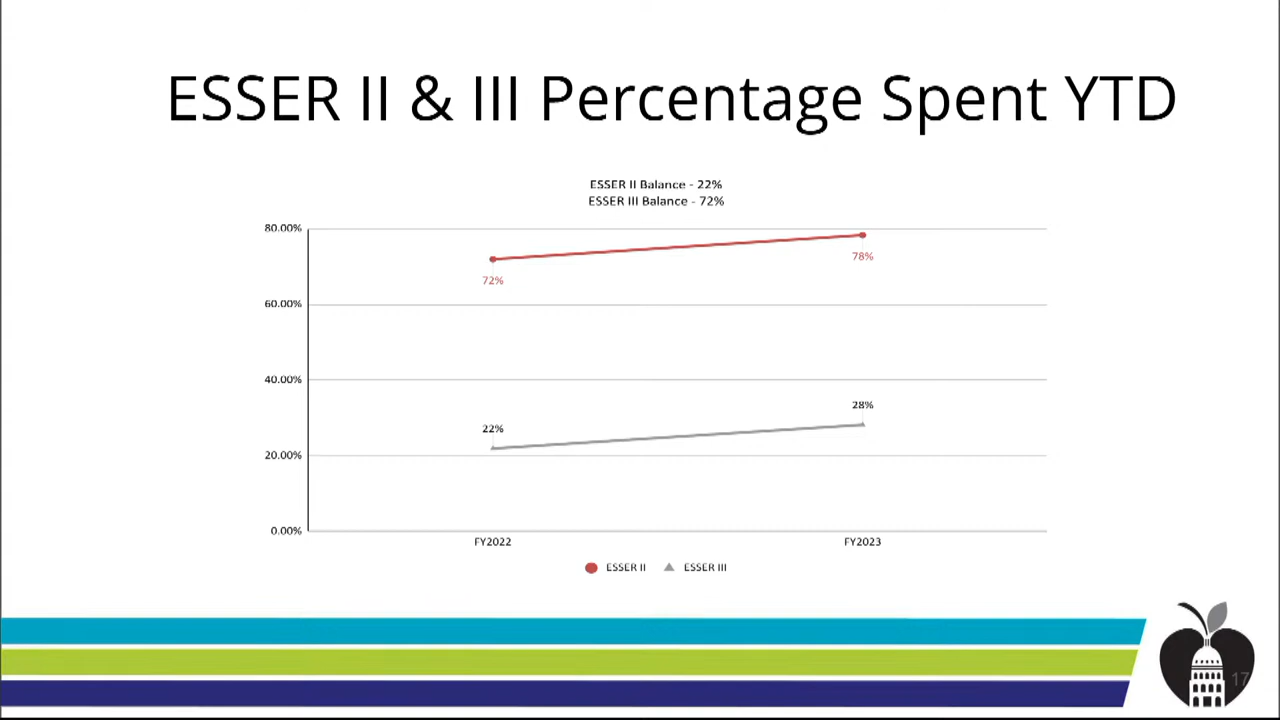 ESSER II & III Percentage Spent YTD
ESSER II Balance - 22%
ESSER III Balance - 72%
80.00%
78%
72%
60.00%
40.00%
28%
22%
20.00%
0.00%
FY2022 FY2023
ESSER II ESSER III
17